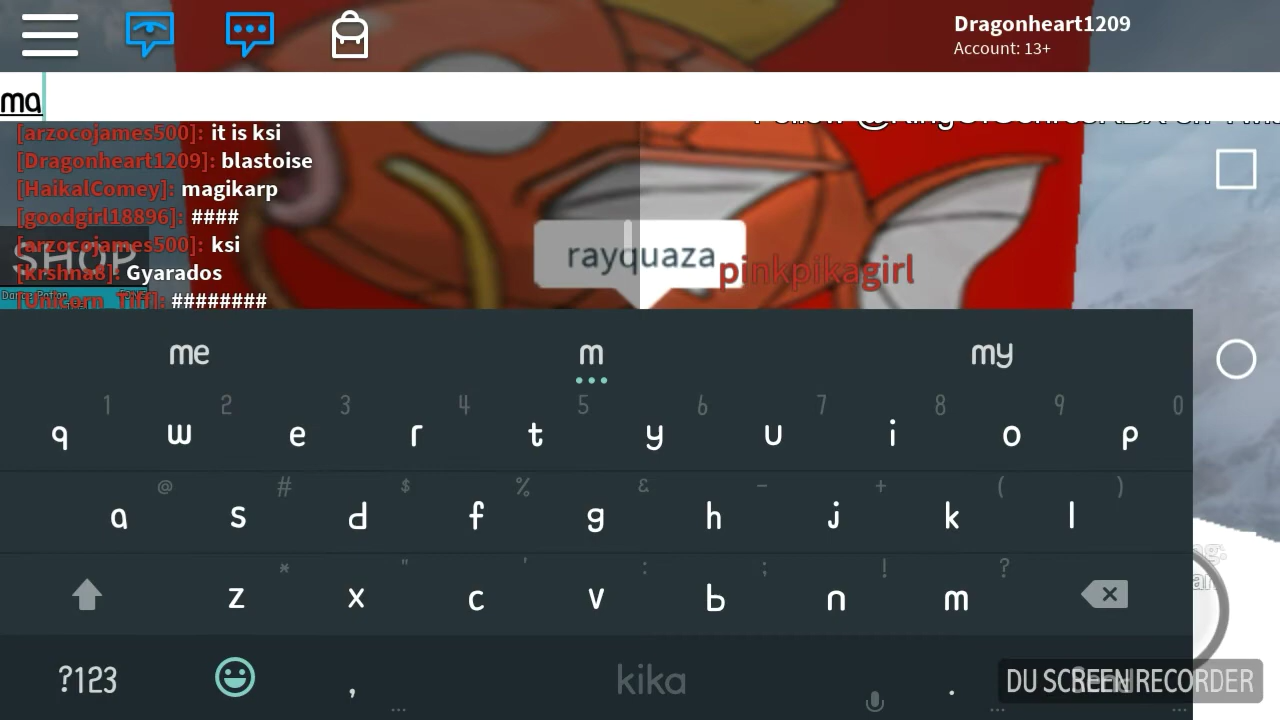 Dragonheart1209
Account: 13+
ma
[arzocojames500]: it is ksi
[Dragonheart1209]: blastoise
[HaikalComey]: magikarp
[goodgirl18896]: ####
[arzocojames500]: ksi
[krshna8]: Gyarados
[Unicorn_Tiff]: ########
SHOP
rayquaza
pinkpikagirl
me m my
1 2 3 4 5 6 7 8 9 0
q w e r t y u i o p
@ # $ % & - + ( )
a s d f g h j k l
* " ' : ; ! ?
z x c v b n m
?123 , kika .
DU SCREEN RECORDER